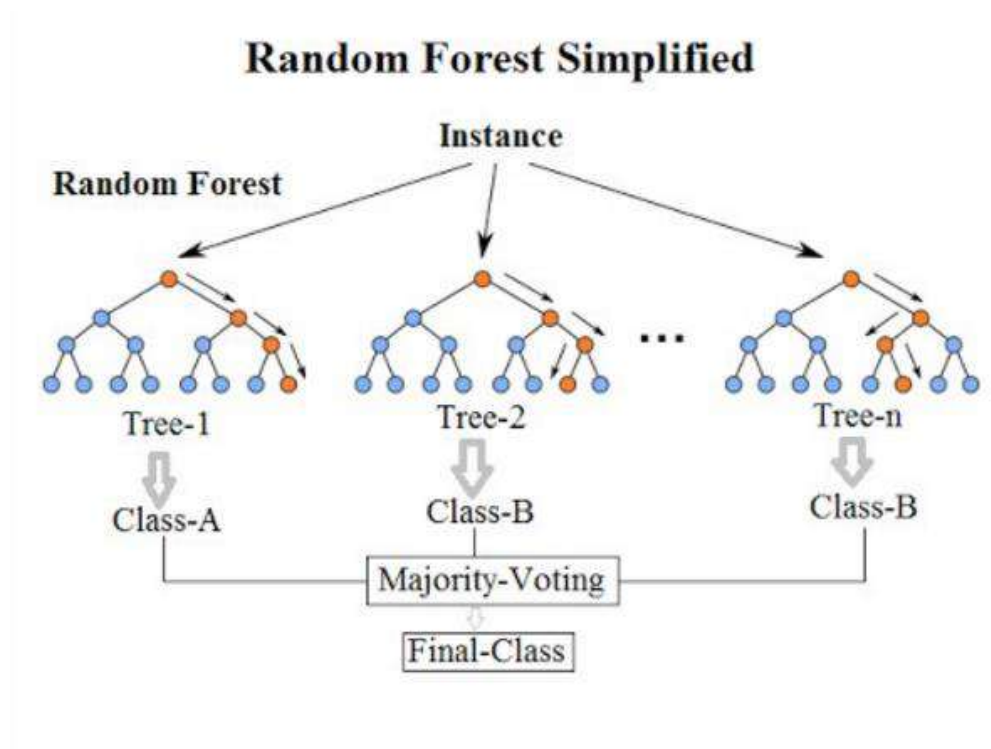 Random Forest Simplified
Instance
Random Forest
...
Tree-1
Tree-2
Tree-n
Class-A
Class-B
Class-B
Majority-Voting
Final-Class